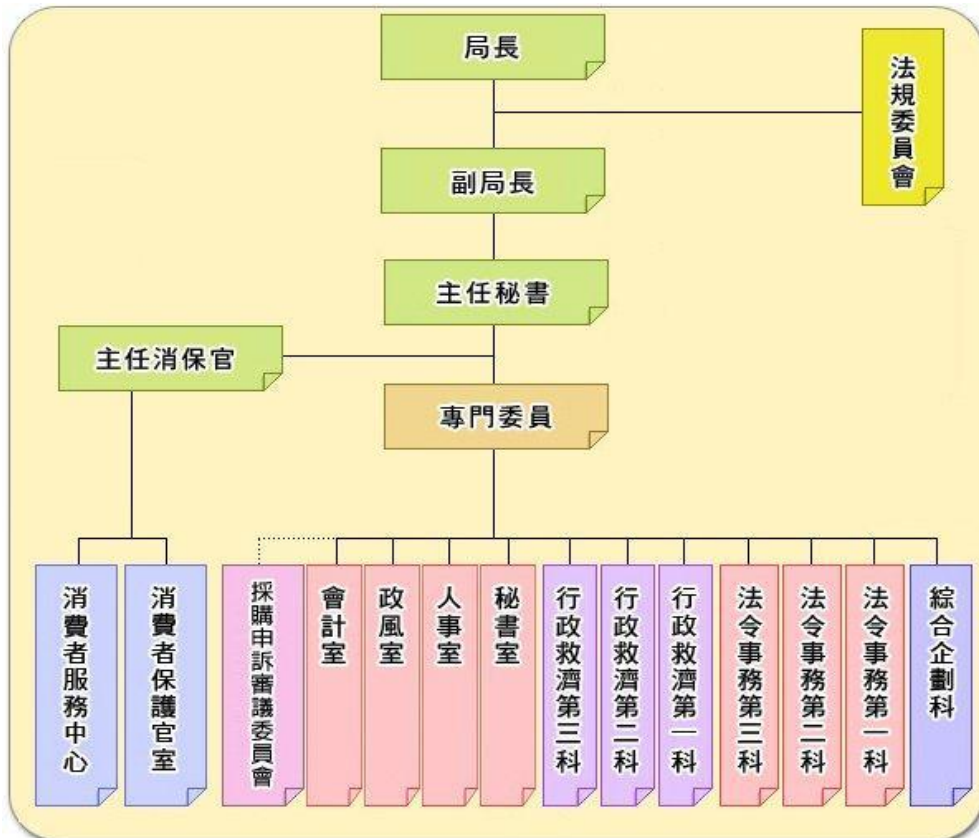 局長
法規委員會
副局長
主任秘書
主任消保官
專門委員
消費者服務中心
消費者保護官室
採購申訴審議委員會
會計室
政風室
人事室
秘書室
行政救濟第三科
行政救濟第二科
行政救濟第一科
法令事務第三科
法令事務第二科
法令事務第一科
綜合企劃科